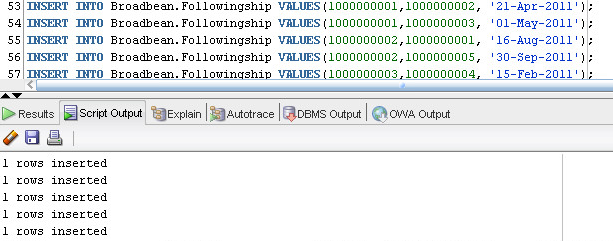 53 INSERT INTO Broadbean.Followingship VALUES(1000000001,1000000002, '21-Apr-2011');
54 INSERT INTO Broadbean.Followingship VALUES(1000000001,1000000003, '01-May-2011');
55 INSERT INTO Broadbean.Followingship VALUES(1000000002,1000000001, '16-Aug-2011');
56 INSERT INTO Broadbean.Followingship VALUES(1000000002,1000000005, '30-Sep-2011');
57 INSERT INTO Broadbean.Followingship VALUES(1000000003,1000000004, '15-Feb-2011');
Results Script Output Explain Autotrace DBMS Output OWA Output
1 rows inserted
1 rows inserted
1 rows inserted
1 rows inserted
1 rows inserted